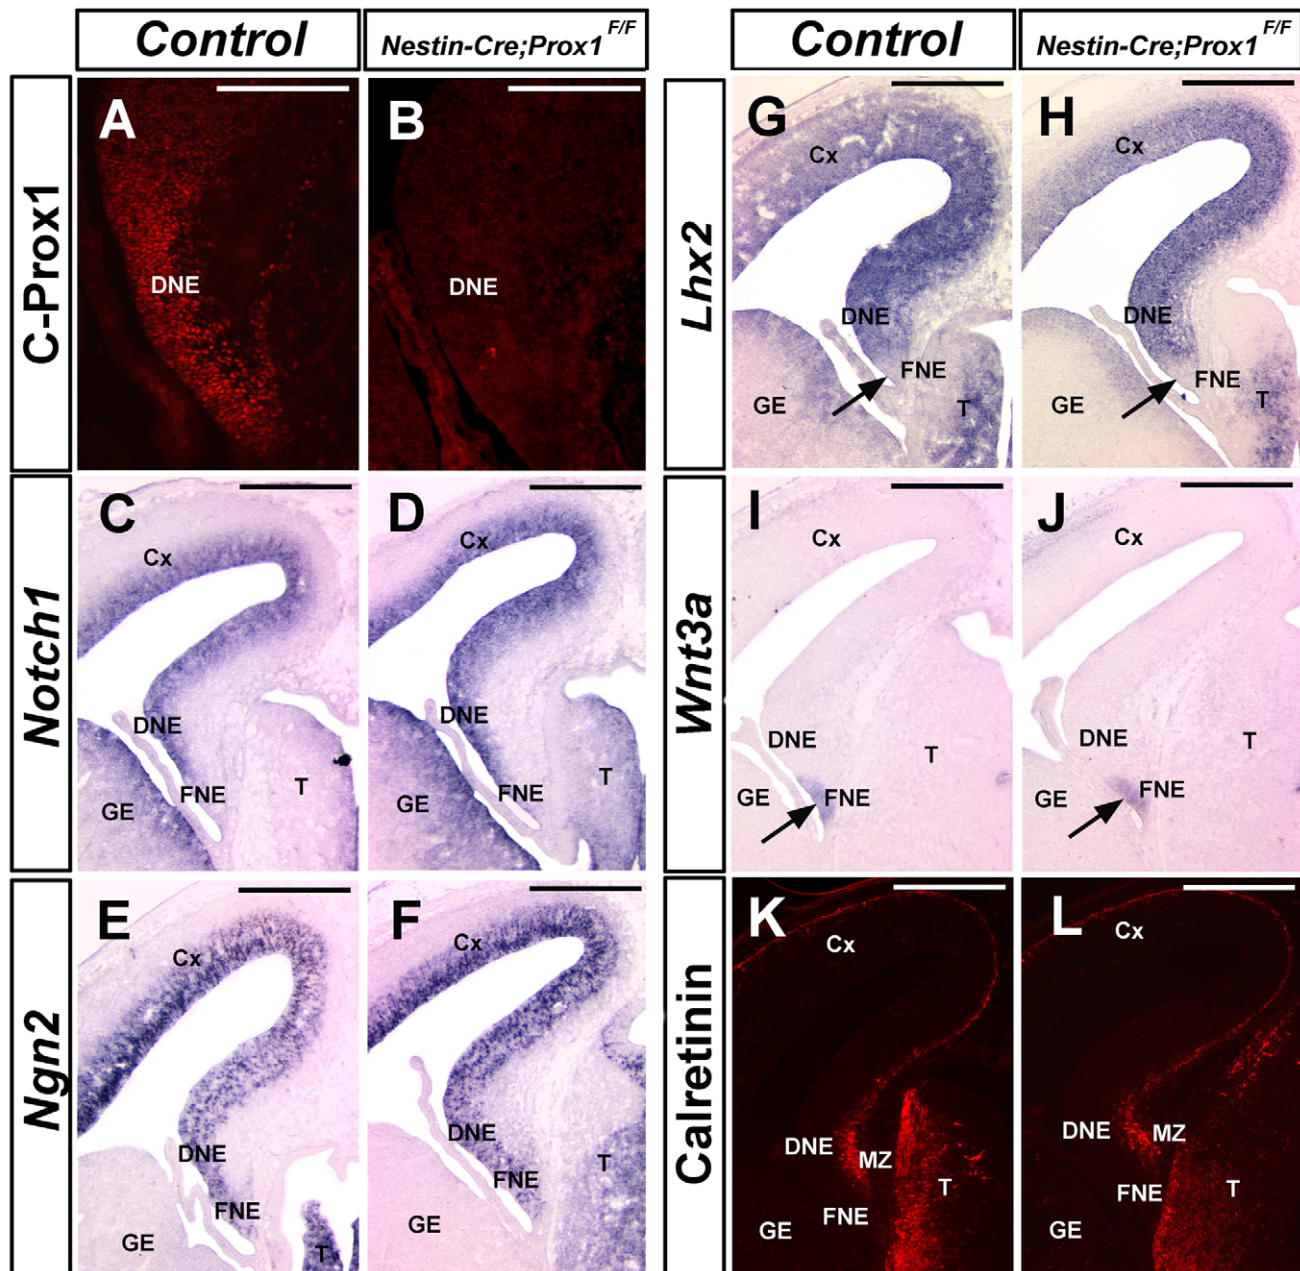 Control
Nestin-Cre;Prox1 F/F
Control
Nestin-Cre;Prox1 F/F
C-Prox1
A
DNE
B
DNE
Lhx2
G
Cx
DNE
FNE
GE
T
H
Cx
DNE
FNE
GE
T
Notch1
C
Cx
DNE
FNE
GE
T
D
Cx
DNE
FNE
GE
T
Wnt3a
I
Cx
DNE
T
GE
FNE
J
Cx
DNE
T
GE
FNE
Ngn2
E
Cx
DNE
FNE
GE
T
F
Cx
DNE
FNE
GE
T
Calretinin
K
Cx
DNE
MZ
T
FNE
GE
L
Cx
DNE
MZ
T
FNE
GE